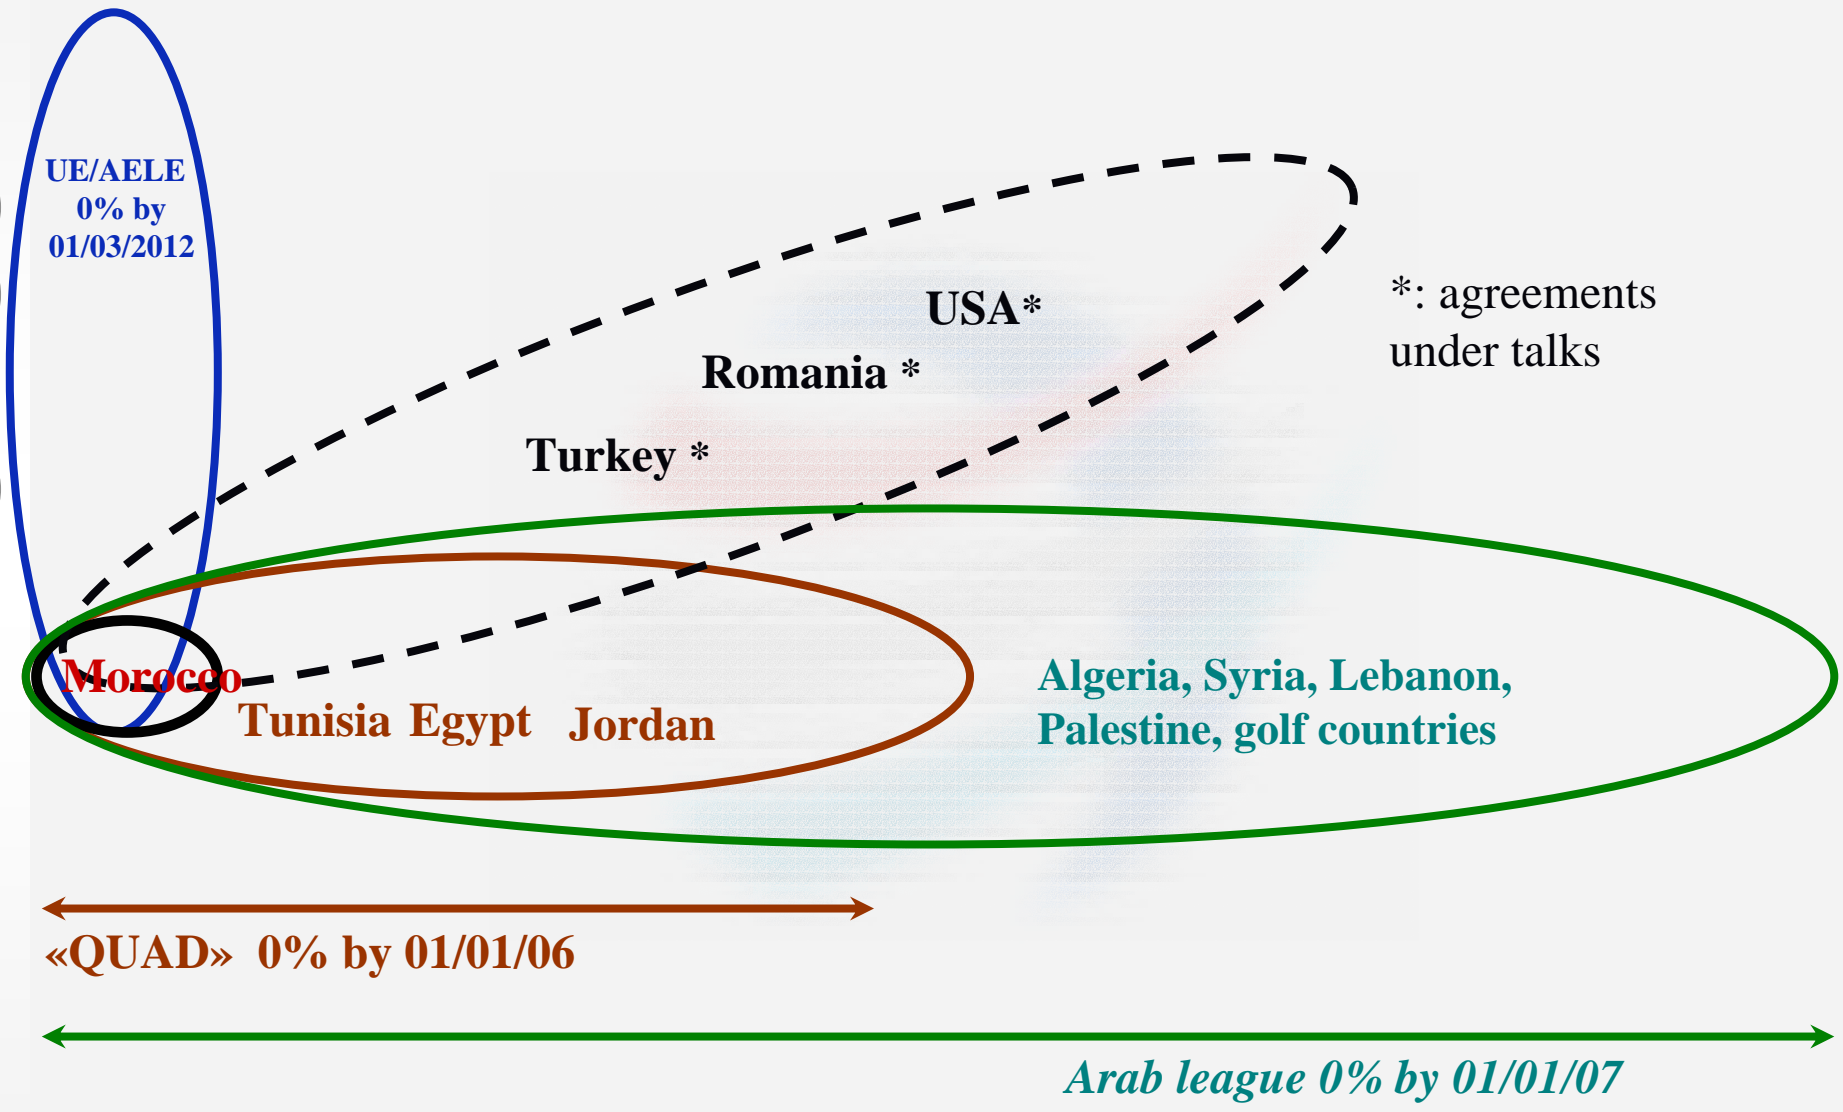 UE/AELE
0% by
01/03/2012
USA*
*: agreements
under talks
Romania *
Turkey *
Morocco
Tunisia Egypt Jordan
Algeria, Syria, Lebanon,
Palestine, golf countries
«QUAD» 0% by 01/01/06
Arab league 0% by 01/01/07